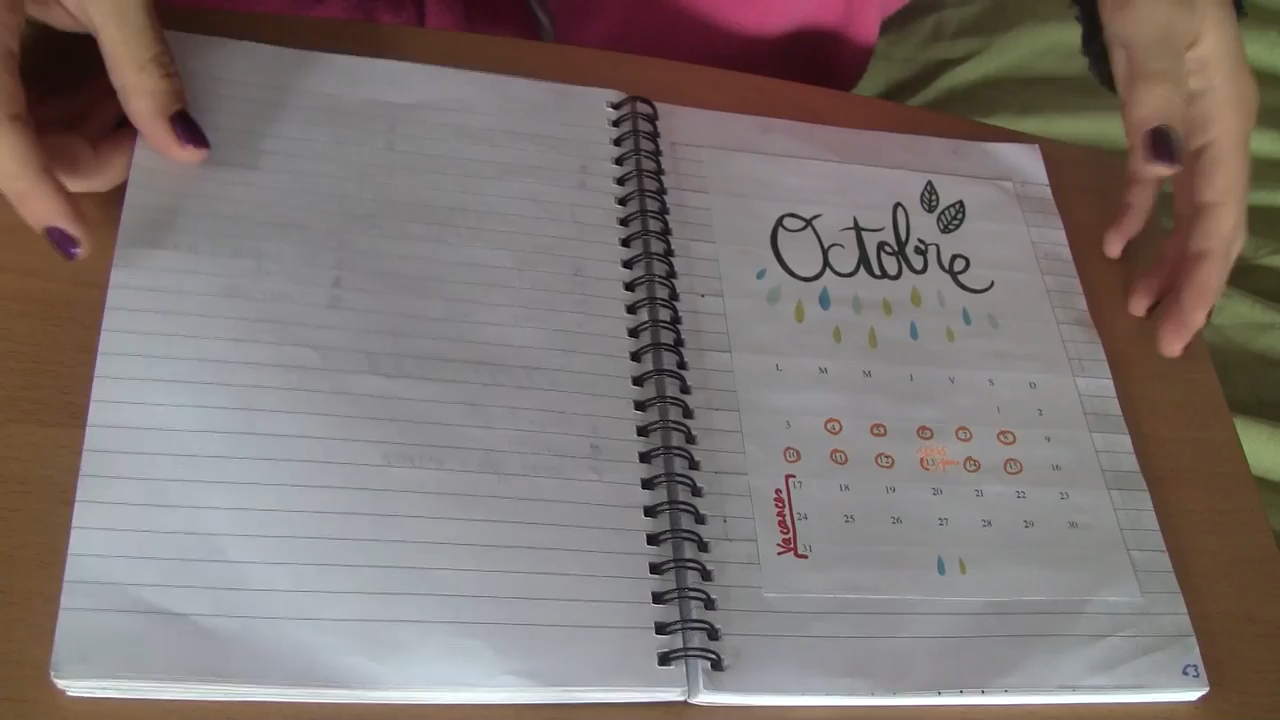 Octobre
L M M J V S D
1 2
3 4 5 6 7 8 9
10 11 12 13 14 15 16
17 18 19 20 21 22 23
24 25 26 27 28 29 30
31
Vacances
63